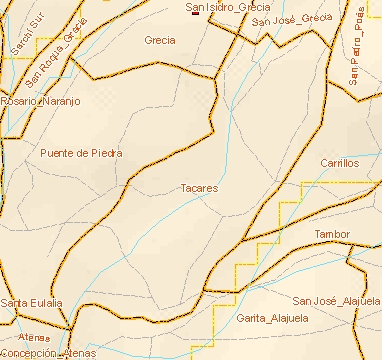 San Isidro_Grecia
San José_Grecia
Sarchí Sur
San Roque_Grecia
San Pedro_Poás
Grecia
Rosario_Naranjo
Puente de Piedra
Carrillos
Tacares
Tambor
Santa Eulalia
San José_Alajuela
Garita_Alajuela
Atenas
Concepción_Atenas